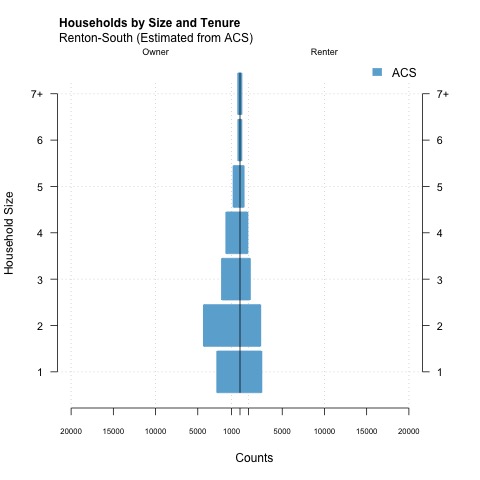 Households by Size and Tenure
Renton-South (Estimated from ACS)
Owner
Renter
ACS
7+
7+
6
6
5
5
4
4
3
3
2
2
1
1
Household Size
20000 15000 10000 5000 1000 5000 10000 15000 20000
Counts